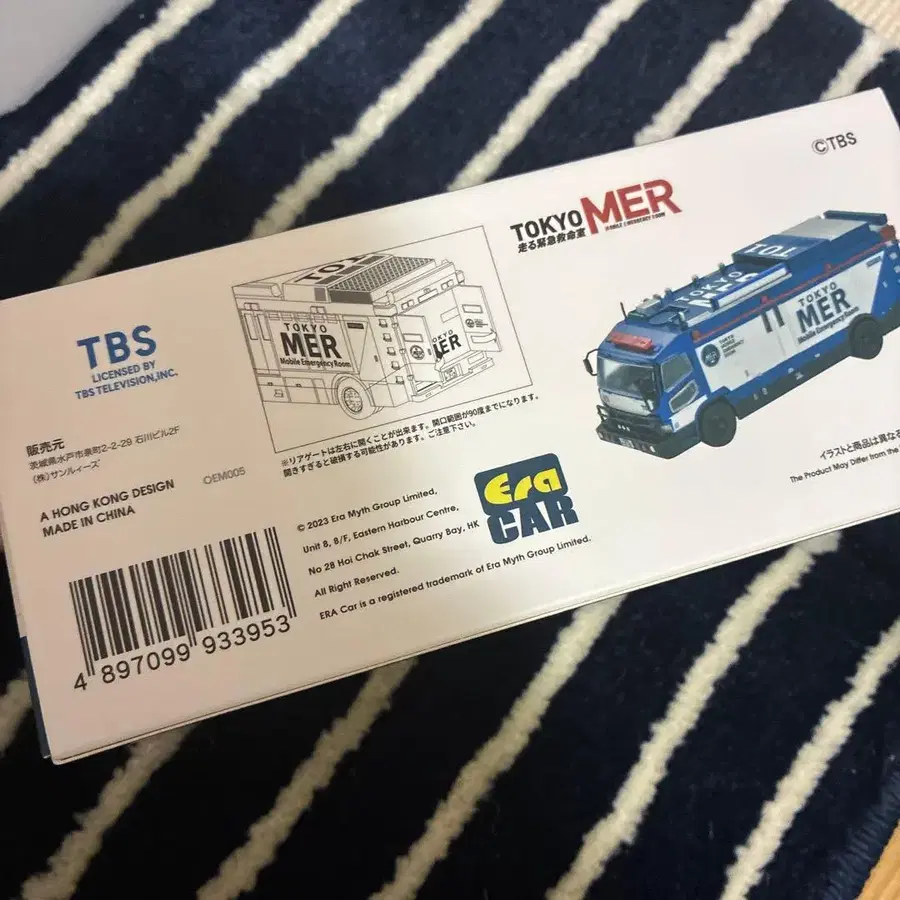 ©TBS
TOKYO MER
走る緊急救命室 MOBILE EMERGENCY ROOM
TOKYO
MER
Mobile Emergency Room
TOKYO
MER
Mobile Emergency Room
TBS
LICENSED BY
TBS TELEVISION,INC.
※リアゲートは左右に開くことが出来ます。開口範囲が90度までになります。
開きすぎると破損する可能性があります。ご注意下さい。
販売元
茨城県水戸市泉町2-2-29 石川ビル2F
(株)サンルイーズ
OEM005
A HONG KONG DESIGN
MADE IN CHINA
4 897099 933953
© 2023 Era Myth Group Limited,
Unit 8, 8/F, Eastern Harbour Centre,
No 28 Hoi Chak Street, Quarry Bay, HK
All Right Reserved.
ERA Car is a registered trademark of Era Myth Group Limited.
Era
CAR
イラストと商品は異なる
The Product May Differ from the